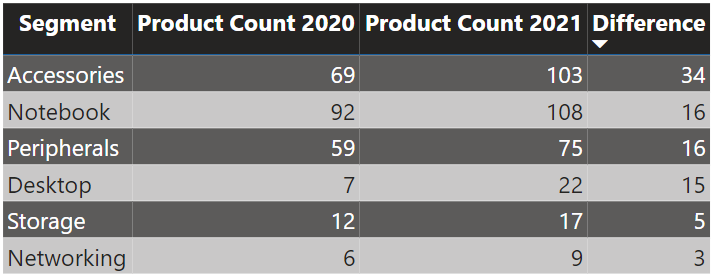 Segment Product Count 2020 Product Count 2021 Difference
Accessories 69 103 34
Notebook 92 108 16
Peripherals 59 75 16
Desktop 7 22 15
Storage 12 17 5
Networking 6 9 3